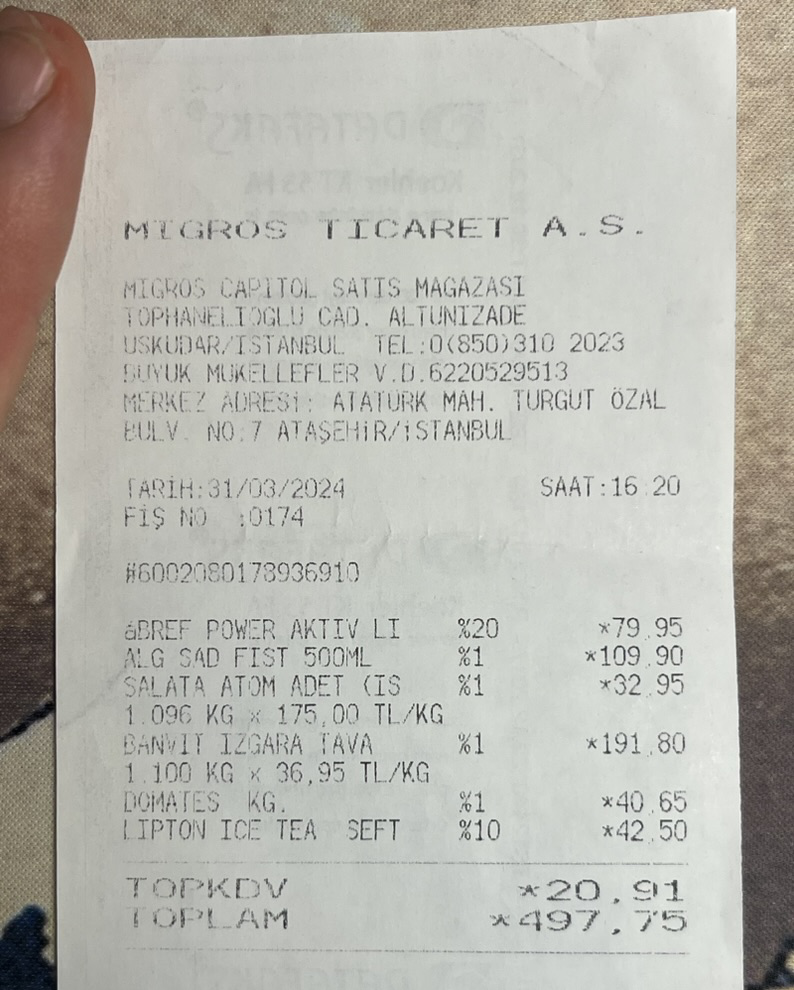 MIGROS TICARET A.S.
MIGROS CAPITOL SATIS MAGAZASI
TOPHANELIOGLU CAD. ALTUNIZADE
USKUDAR/ISTANBUL TEL:0(850)310 2023
BUYUK MUKELLEFLER V.D.6220529513
MERKEZ ADRESİ: ATATÜRK MAH. TURGUT ÖZAL
BULV. NO:7 ATAŞEHİR/İSTANBUL
TARİH:31/03/2024 SAAT:16:20
FİŞ NO :0174
#6002080178936910
àBREF POWER AKTIV LI %20 *79,95
ALG SAD FIST 500ML %1 *109,90
SALATA ATOM ADET (IS %1 *32,95
1.096 KG x 175,00 TL/KG
BANVIT IZGARA TAVA %1 *191,80
1.100 KG x 36,95 TL/KG
DOMATES KG. %1 *40,65
LIPTON ICE TEA SEFT %10 *42,50
TOPKDV *20,91
TOPLAM *497,75